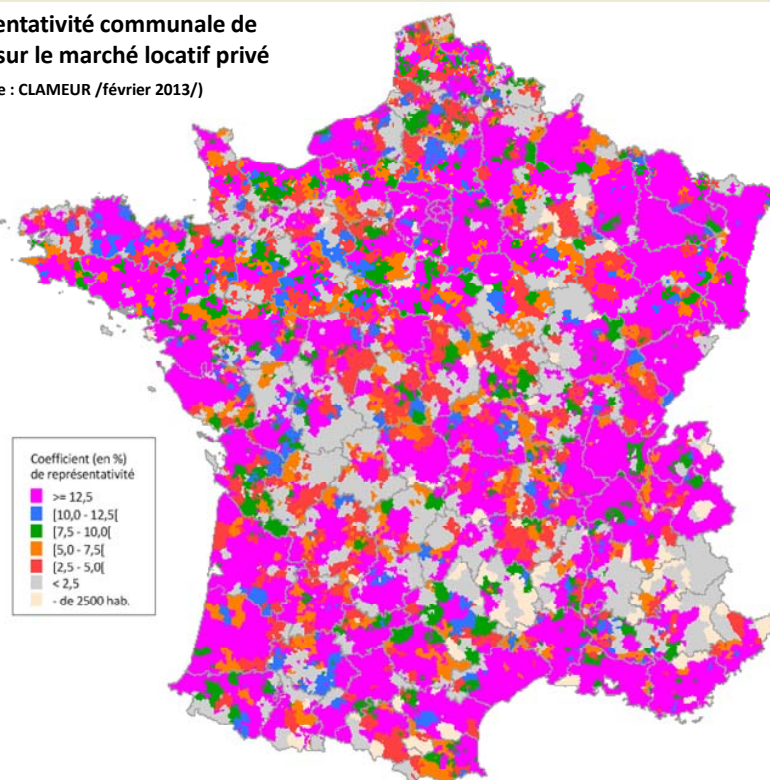 entativité communale de
sur le marché locatif privé
e : CLAMEUR /février 2013/)
Coefficient (en %)
de représentativité
>= 12,5
[10,0 - 12,5[
[7,5 - 10,0[
[5,0 - 7,5[
[2,5 - 5,0[
< 2,5
- de 2500 hab.